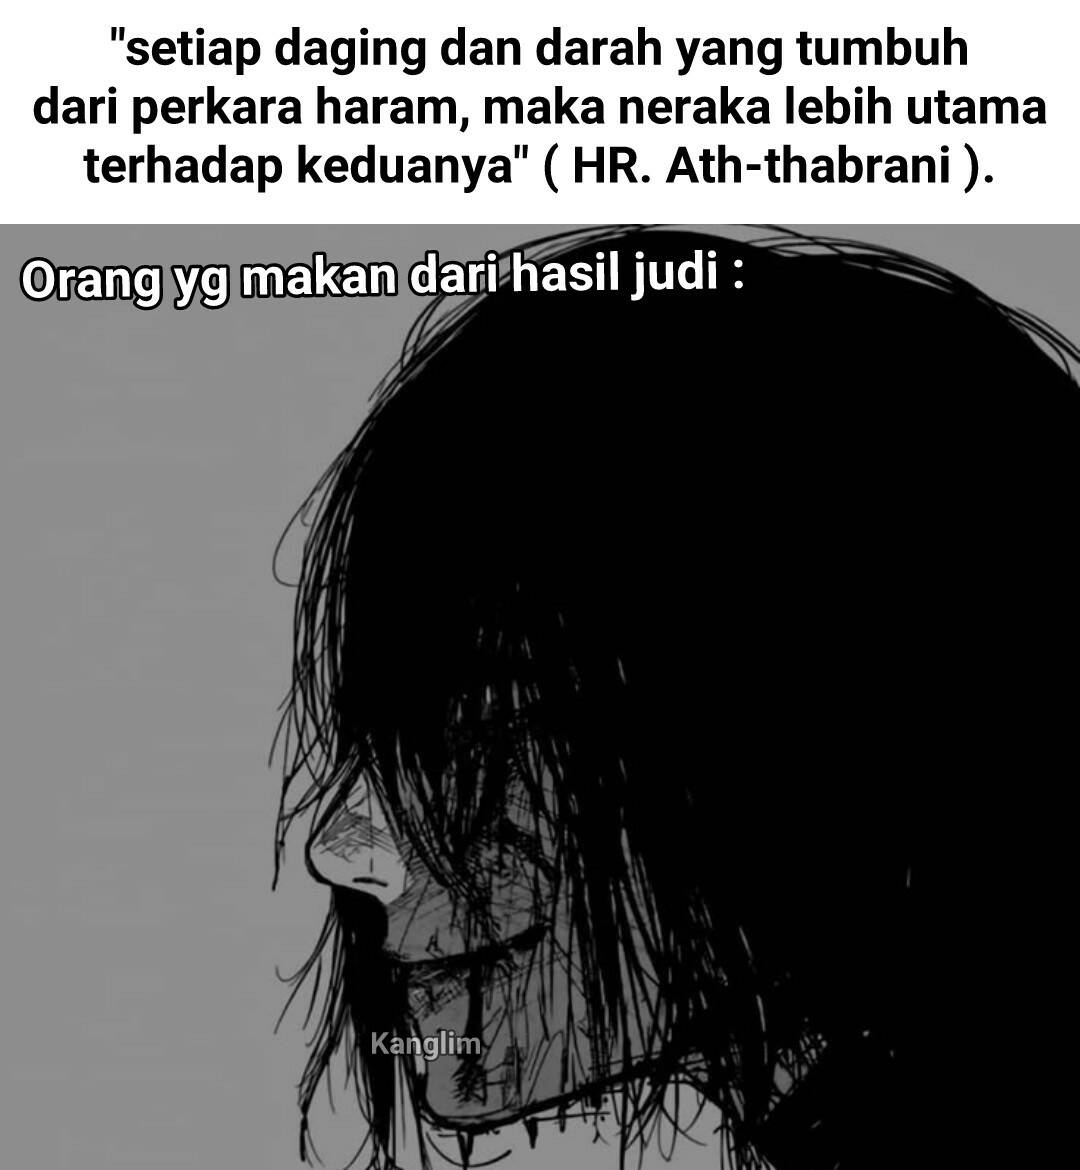 "setiap daging dan darah yang tumbuh
dari perkara haram, maka neraka lebih utama
terhadap keduanya" ( HR. Ath-thabrani ).
Orang yg makan dari hasil judi :
Kanglim